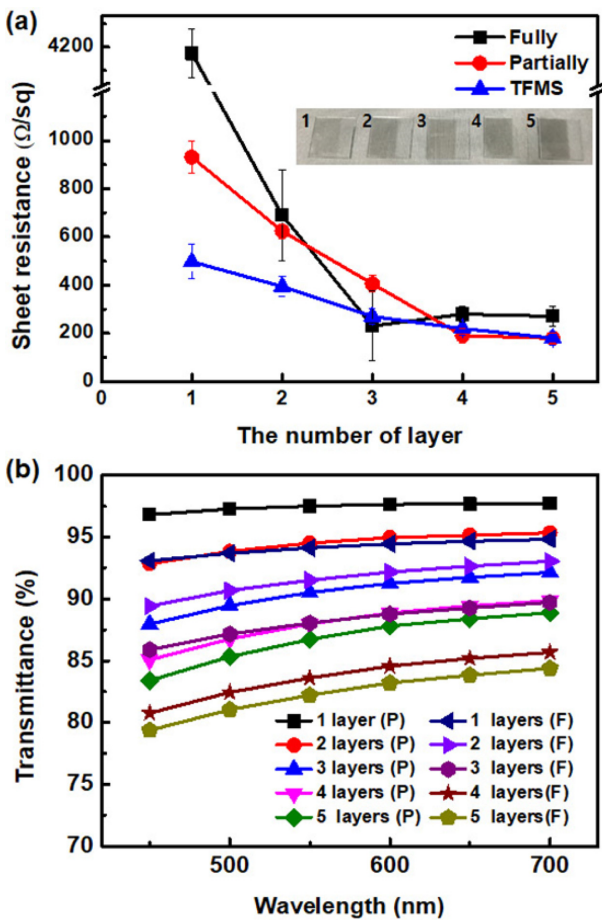 (a)
Sheet resistance (Ω/sq)
4200
1000
800
600
400
200
0
Fully
Partially
TFMS
1 2 3 4 5
0 1 2 3 4 5
The number of layer
(b)
Transmittance (%)
100
95
90
85
80
75
70
1 layer (P) 1 layers (F)
2 layers (P) 2 layers (F)
3 layers (P) 3 layers (F)
4 layers (P) 4 layers(F)
5 layers (P) 5 layers(F)
500 550 600 650 700
Wavelength (nm)